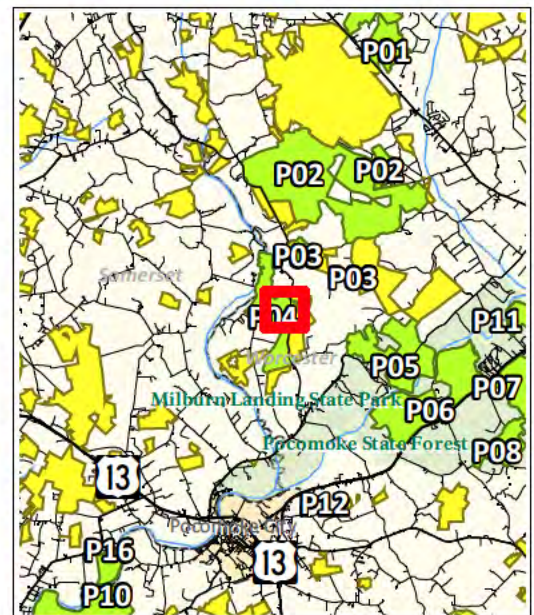 P01
P02
P02
P03
P03
Somerset
P04
P11
Worcester
P05
P07
Milburn Landing State Park
P06
Pocomoke State Forest
P08
13
P12
Pocomoke City
13
P16
P10